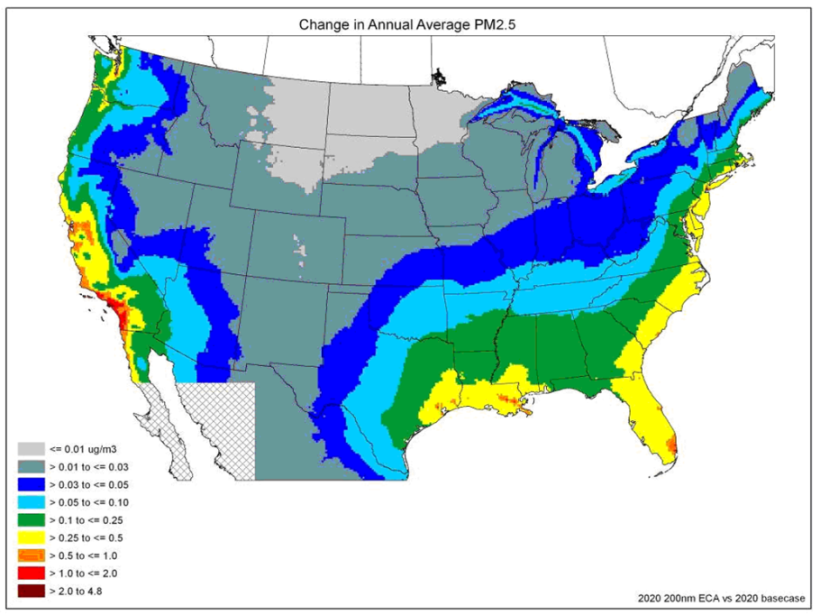 Change in Annual Average PM2.5
<= 0.01 ug/m3
> 0.01 to <= 0.03
> 0.03 to <= 0.05
> 0.05 to <= 0.10
> 0.1 to <= 0.25
> 0.25 to <= 0.5
> 0.5 to <= 1.0
> 1.0 to <= 2.0
> 2.0 to 4.8
2020 200nm ECA vs 2020 basecase